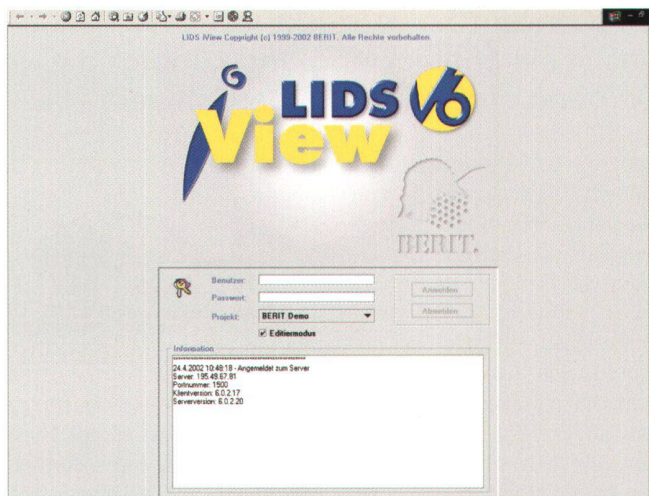 LIDS iView Copyright (c) 1999-2002 BERIT. Alle Rechte vorbehalten.
LIDS V6
iView
BERIT.
Benutzer:
Passwort:
Projekt: BERIT Demo
Editiermodus
Anmelden
Abmelden
Information
24.4.2002 10:48:18 - Angemeldet zum Server
Server: 195.49.67.81
Portnummer: 1500
Klientversion: 6.0.2.17
Serverversion: 6.0.2.20